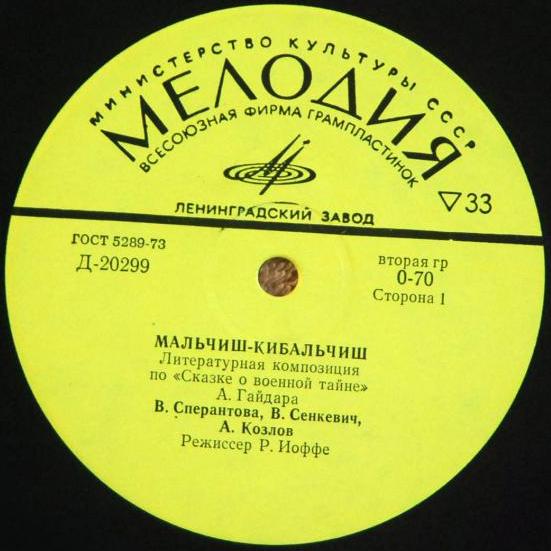 МИНИСТЕРСТВО КУЛЬТУРЫ СССР
МЕЛОДИЯ
ВСЕСОЮЗНАЯ ФИРМА ГРАМПЛАСТИНОК
▽33
ЛЕНИНГРАДСКИЙ ЗАВОД
ГОСТ 5289-73
Д-20299
вторая гр
0-70
Сторона 1
МАЛЬЧИШ-КИБАЛЬЧИШ
Литературная композиция
по «Сказке о военной тайне»
А. Гайдара
В. Сперантова, В. Сенкевич,
А. Козлов
Режиссер Р. Иоффе